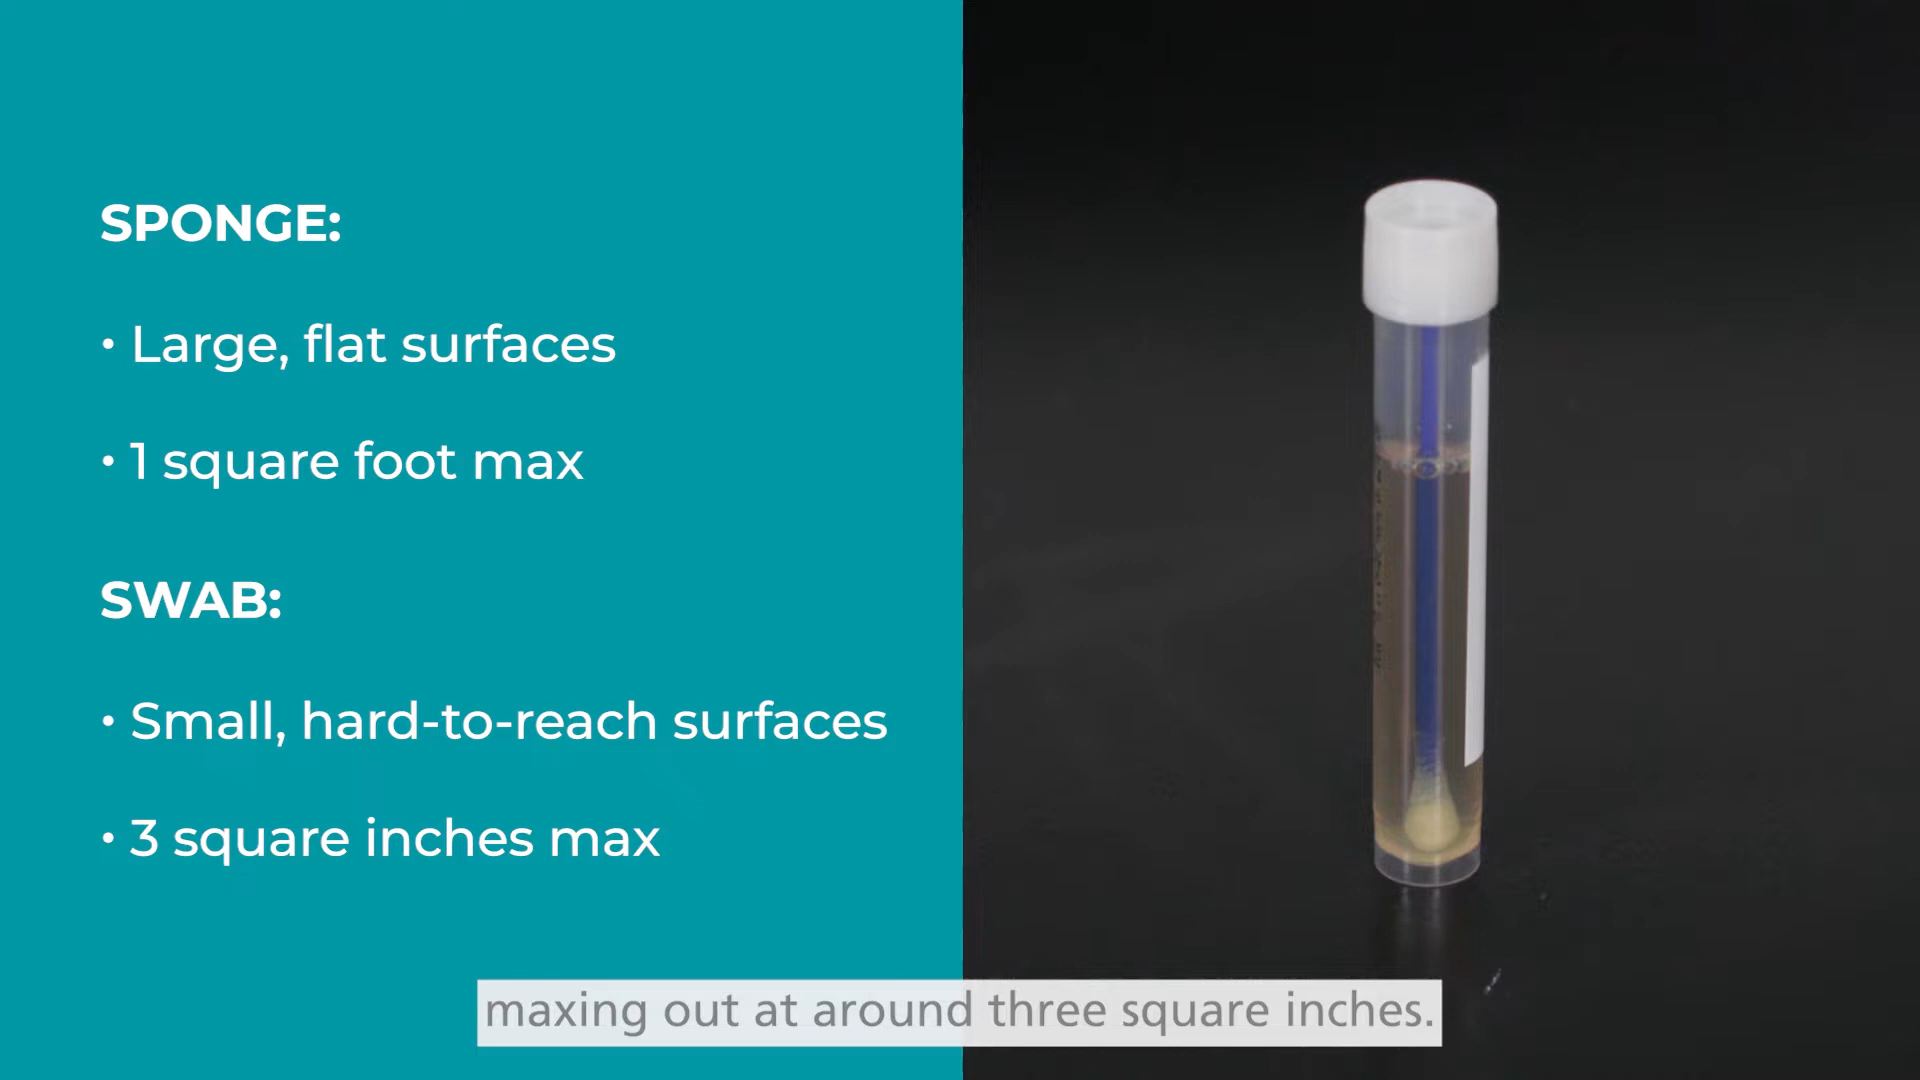 SPONGE:
• Large, flat surfaces
• 1 square foot max
SWAB:
• Small, hard-to-reach surfaces
• 3 square inches max
maxing out at around three square inches.